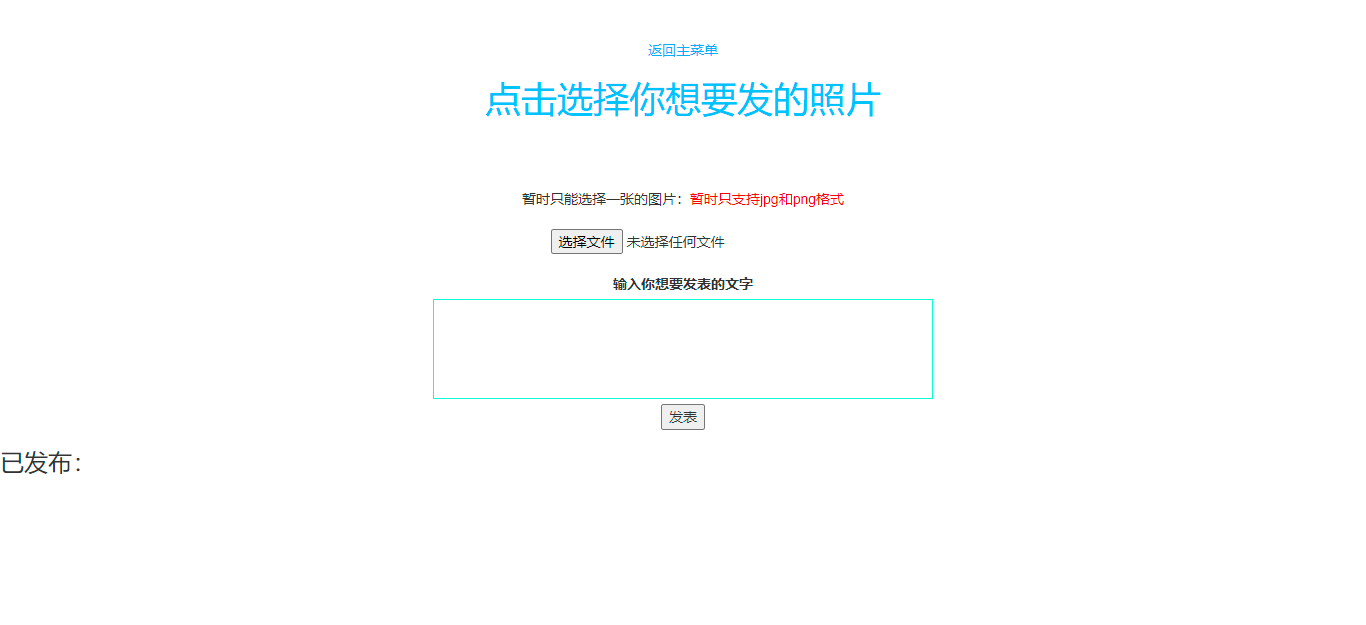 返回主菜单
点击选择你想要发的照片
暂时只能选择一张的图片：暂时只支持jpg和png格式
选择文件 未选择任何文件
输入你想要发表的文字
发表
已发布：